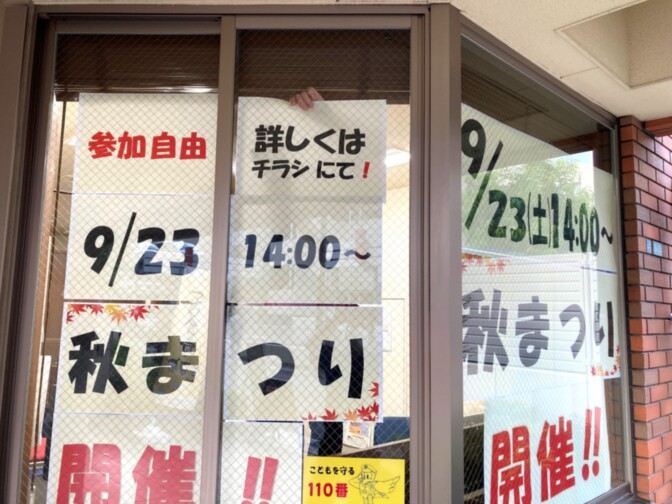 参加自由
詳しくは
チラシにて!
9/23 14:00～
秋まつり
開催!!
こどもを守る
110番
9/23(土)14:00～
秋まつり
開催!!